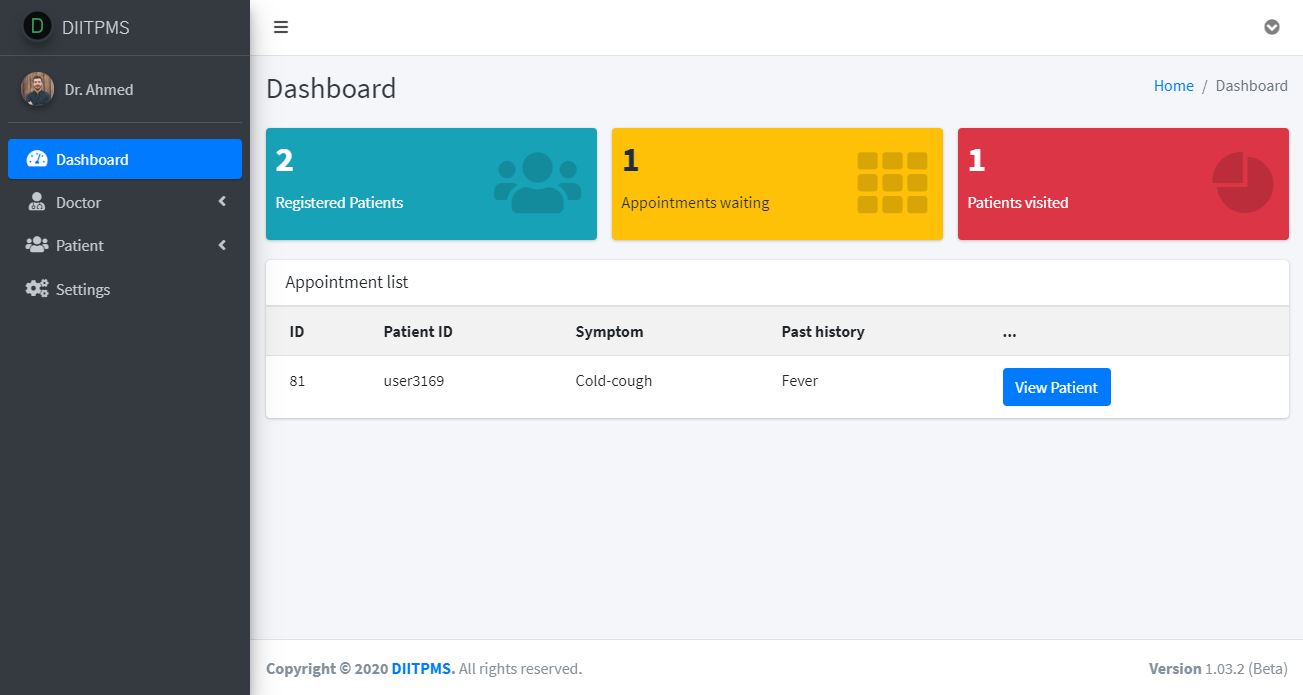 D DIITPMS
Dr. Ahmed
Dashboard
Doctor
Patient
Settings
Dashboard
Home / Dashboard
2
Registered Patients
1
Appointments waiting
1
Patients visited
Appointment list
ID Patient ID Symptom Past history ...
81 user3169 Cold-cough Fever View Patient
Copyright © 2020 DIITPMS. All rights reserved.
Version 1.03.2 (Beta)